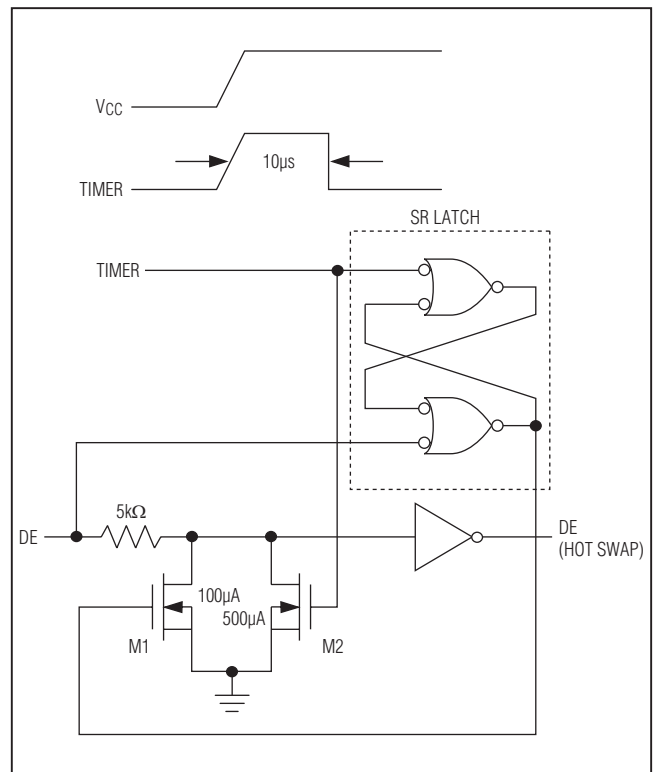 VCC
10µs
TIMER
SR LATCH
TIMER
5kΩ
DE
DE
(HOT SWAP)
100µA
500µA
M1
M2